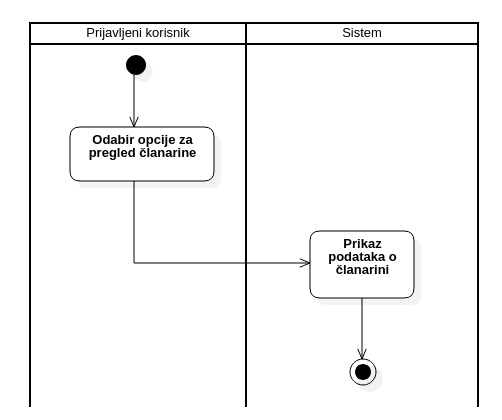 Prijavljeni korisnik
Sistem
Odabir opcije za
pregled članarine
Prikaz
podataka o
članarini